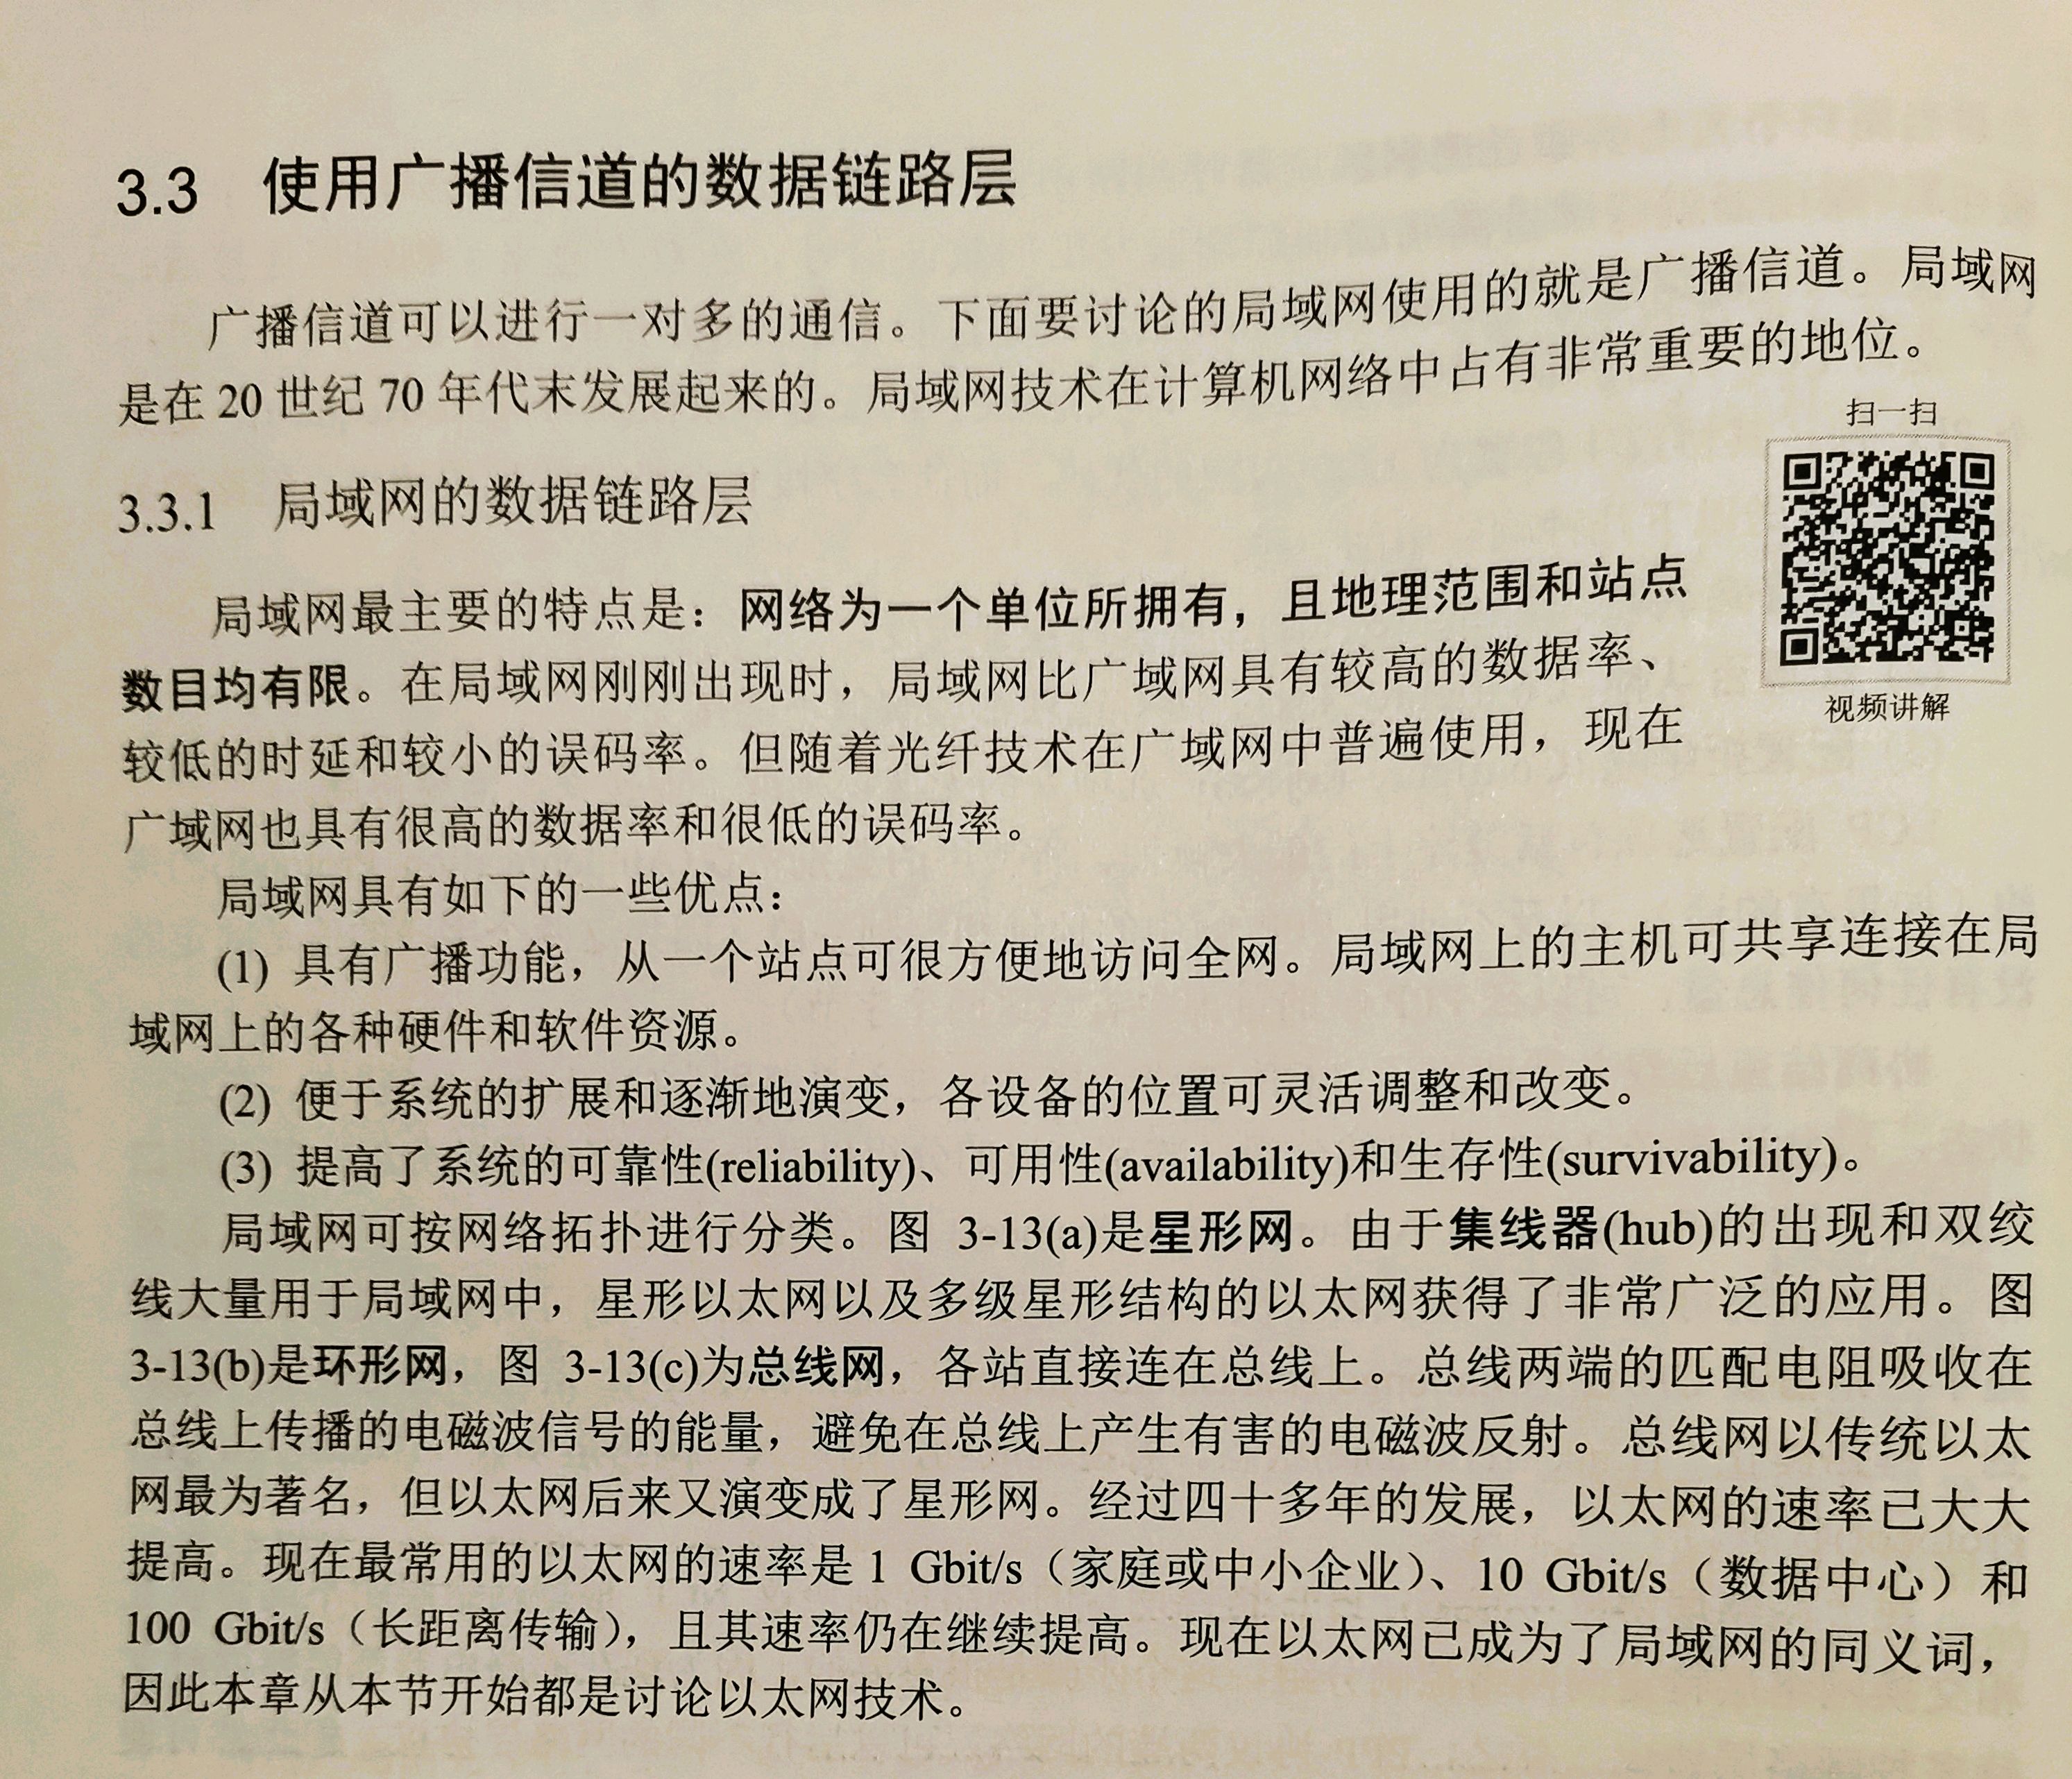 3.3 使用广播信道的数据链路层
广播信道可以进行一对多的通信。下面要讨论的局域网使用的就是广播信道。局域网
是在 20 世纪 70 年代末发展起来的。局域网技术在计算机网络中占有非常重要的地位。
扫一扫
3.3.1 局域网的数据链路层
局域网最主要的特点是：网络为一个单位所拥有，且地理范围和站点
数目均有限。在局域网刚刚出现时，局域网比广域网具有较高的数据率、
较低的时延和较小的误码率。但随着光纤技术在广域网中普遍使用，现在
视频讲解
广域网也具有很高的数据率和很低的误码率。
局域网具有如下的一些优点：
(1) 具有广播功能，从一个站点可很方便地访问全网。局域网上的主机可共享连接在局
域网上的各种硬件和软件资源。
(2) 便于系统的扩展和逐渐地演变，各设备的位置可灵活调整和改变。
(3) 提高了系统的可靠性(reliability)、可用性(availability)和生存性(survivability)。
局域网可按网络拓扑进行分类。图 3-13(a)是星形网。由于集线器(hub)的出现和双绞
线大量用于局域网中，星形以太网以及多级星形结构的以太网获得了非常广泛的应用。图
3-13(b)是环形网，图 3-13(c)为总线网，各站直接连在总线上。总线两端的匹配电阻吸收在
总线上传播的电磁波信号的能量，避免在总线上产生有害的电磁波反射。总线网以传统以太
网最为著名，但以太网后来又演变成了星形网。经过四十多年的发展，以太网的速率已大大
提高。现在最常用的以太网的速率是 1 Gbit/s（家庭或中小企业）、10 Gbit/s（数据中心）和
100 Gbit/s（长距离传输），且其速率仍在继续提高。现在以太网已成为了局域网的同义词，
因此本章从本节开始都是讨论以太网技术。